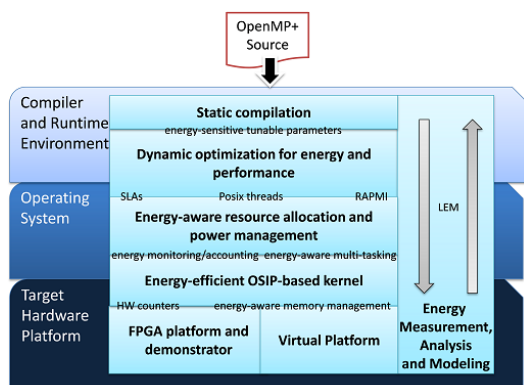 OpenMP+
Source
Compiler
and Runtime
Environment
Static compilation
energy-sensitive tunable parameters
Dynamic optimization for energy and
performance
SLAs Posix threads RAPMI
Operating
System
Energy-aware resource allocation and
power management
energy monitoring/accounting energy-aware multi-tasking
Energy-efficient OSIP-based kernel
Target
Hardware
Platform
HW counters energy-aware memory management
FPGA platform and
demonstrator
Virtual Platform
LEM
Energy
Measurement,
Analysis
and Modeling